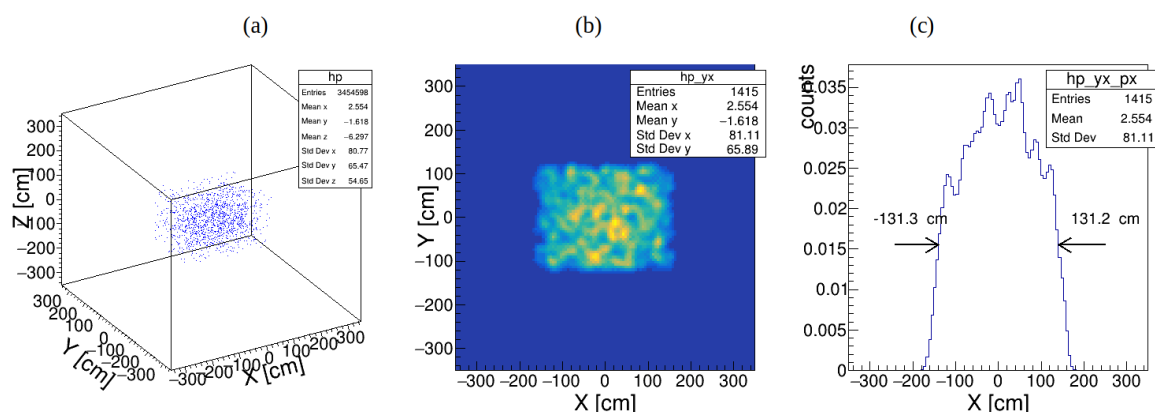 (a)
hp
Entries 3454598
Mean x 2.554
Mean y −1.618
Mean z −6.297
Std Dev x 80.77
Std Dev y 65.47
Std Dev z 54.65
300
200
100
0
−100
−200
−300
Z [cm]
300
200
100
0
−100
−200
−300
Y [cm]
−300
−200
−100
0
100
200
300
X [cm]
(b)
hp_yx
Entries 1415
Mean x 2.554
Mean y −1.618
Std Dev x 81.11
Std Dev y 65.89
300
200
100
0
−100
−200
−300
Y [cm]
−300 −200 −100 0 100 200 300
X [cm]
(c)
counts
hp_yx_px
Entries 1415
Mean 2.554
Std Dev 81.11
0.035
0.03
0.025
0.02
0.015
0.01
0.005
0
-131.3 cm
131.2 cm
−300 −200 −100 0 100 200 300
X [cm]